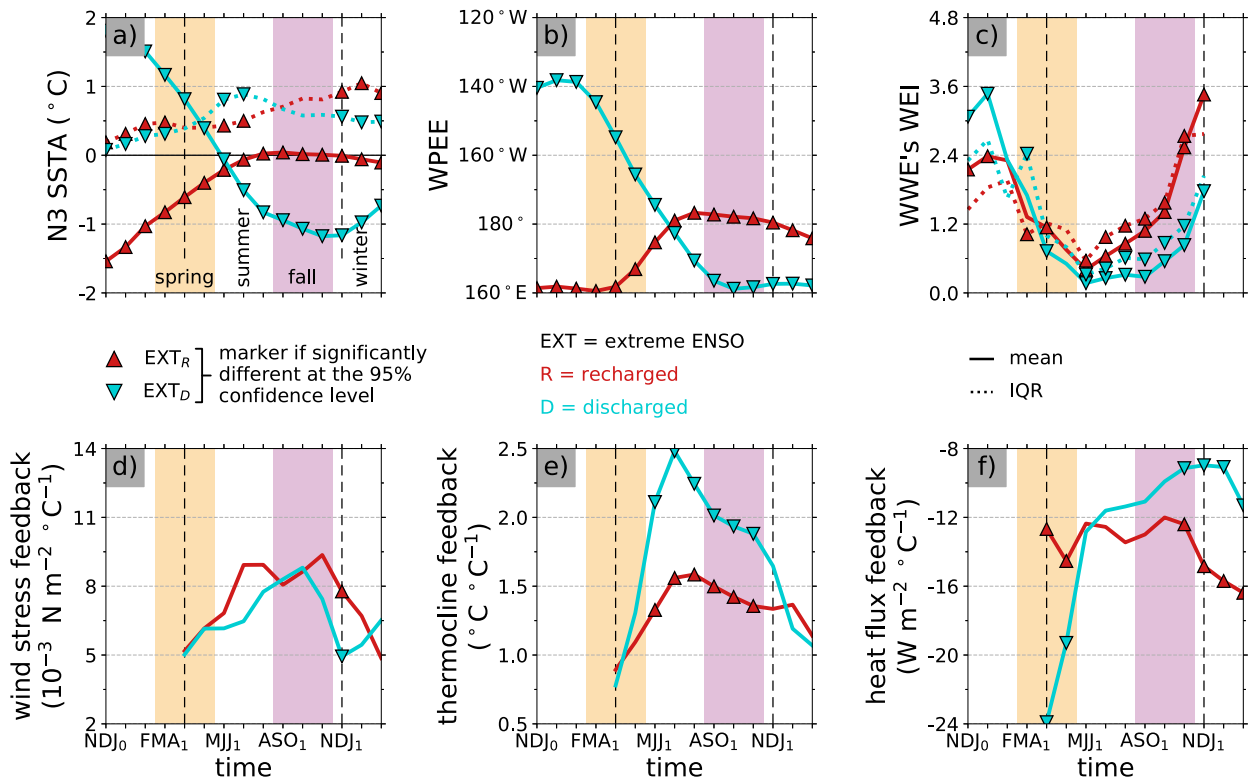 a)
N3 SSTA (°C)
2
1
0
-1
-2
spring
summer
fall
winter
b)
WPEE
120°W
140°W
160°W
180°
160°E
c)
WWE's WEI
4.8
3.6
2.4
1.2
0.0
EXT_R
EXT_D
marker if significantly
different at the 95%
confidence level
EXT = extreme ENSO
R = recharged
D = discharged
mean
IQR
d)
wind stress feedback
(10⁻³ N m⁻² °C⁻¹)
14
11
8
5
2
NDJ₀ FMA₁ MJJ₁ ASO₁ NDJ₁
time
e)
thermocline feedback
(°C °C⁻¹)
2.5
2.0
1.5
1.0
0.5
NDJ₀ FMA₁ MJJ₁ ASO₁ NDJ₁
time
f)
heat flux feedback
(W m⁻² °C⁻¹)
-8
-12
-16
-20
-24
NDJ₀ FMA₁ MJJ₁ ASO₁ NDJ₁
time